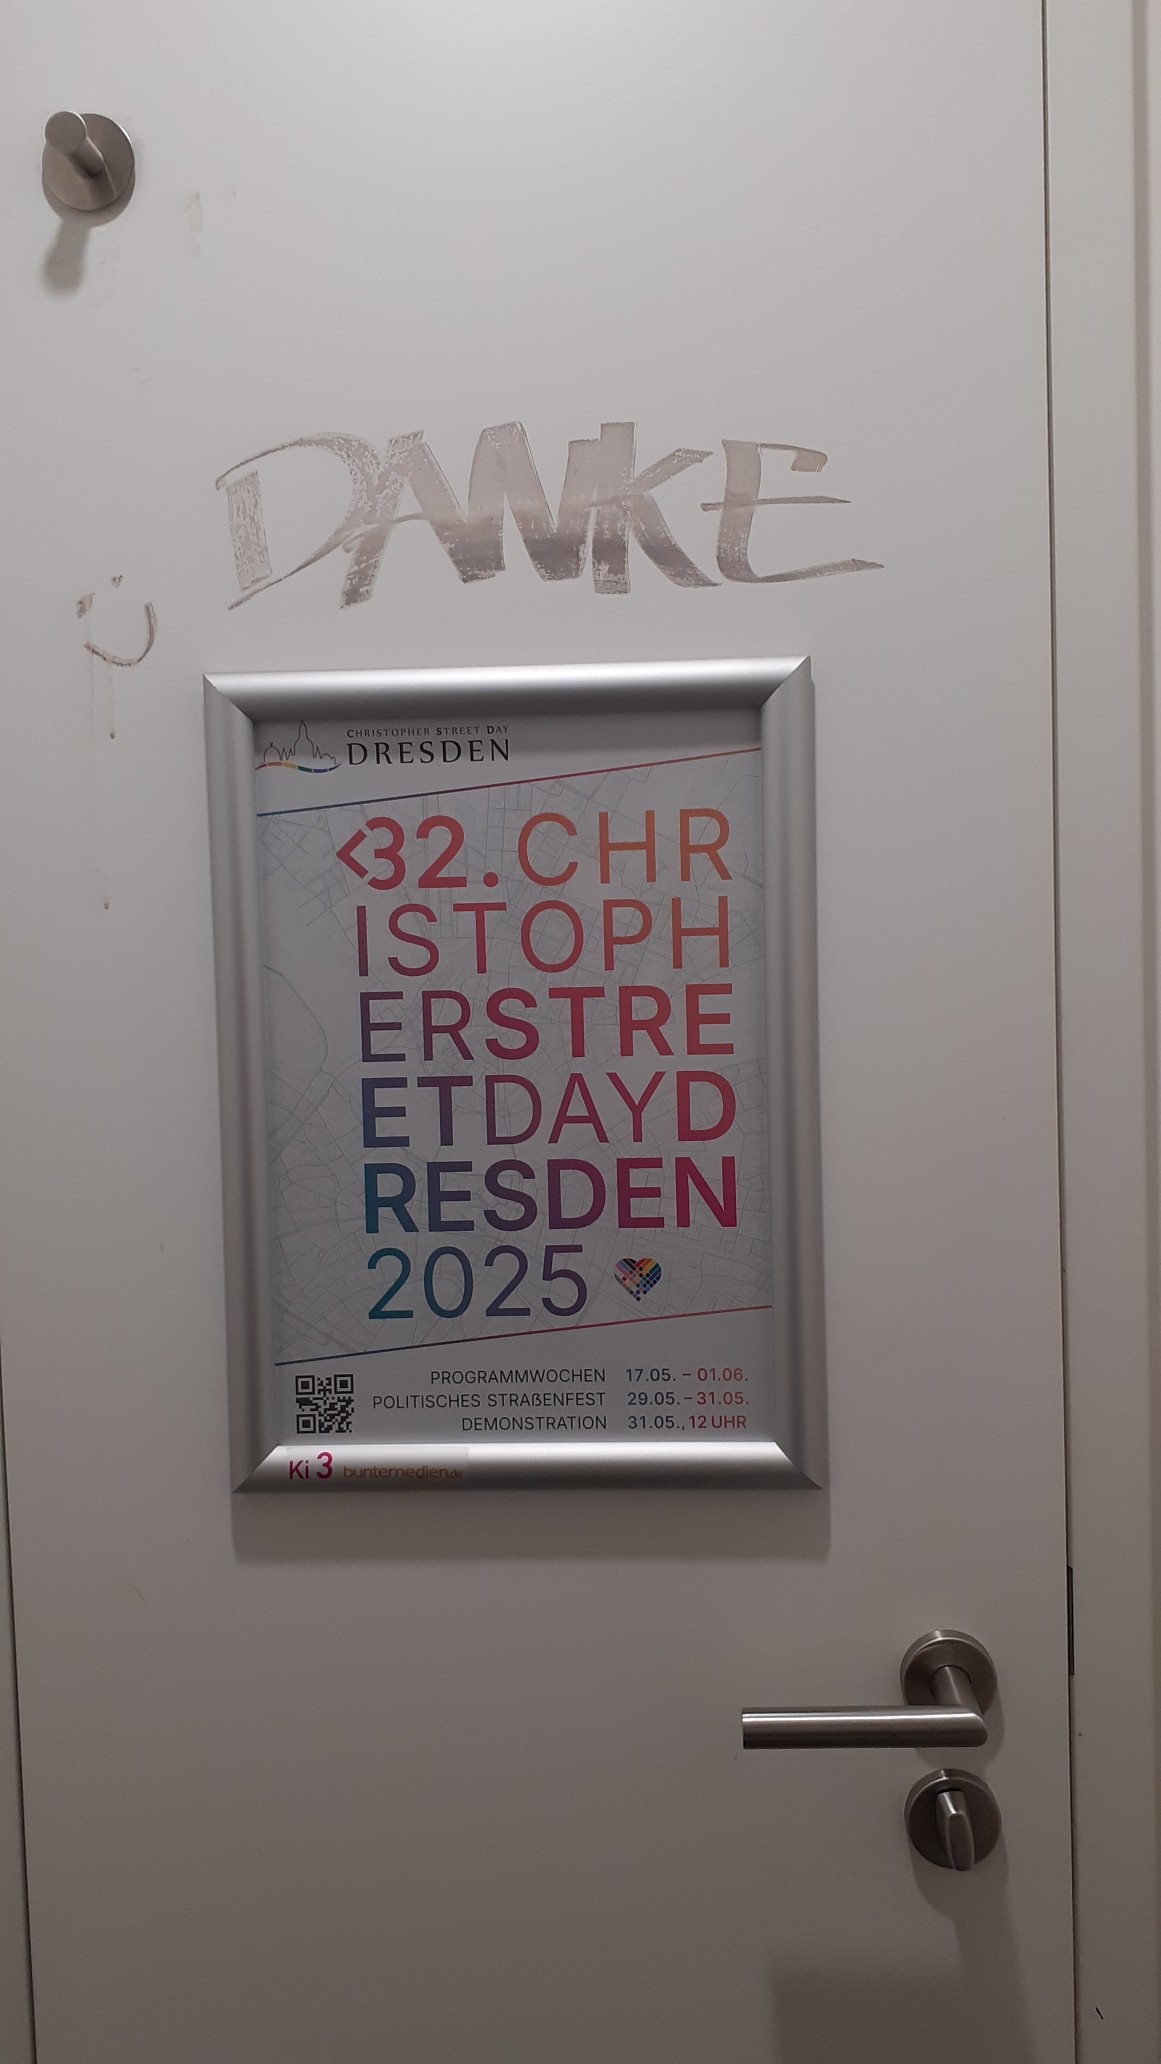 DANKE
CHRISTOPHER STREET DAY
DRESDEN
<32.CHR
ISTOPH
ERSTRE
ETDAYD
RESDEN
2025
PROGRAMMWOCHEN 17.05. – 01.06.
POLITISCHES STRAßENFEST 29.05. – 31.05.
DEMONSTRATION 31.05., 12 UHR
Ki 3 buntemedien.de